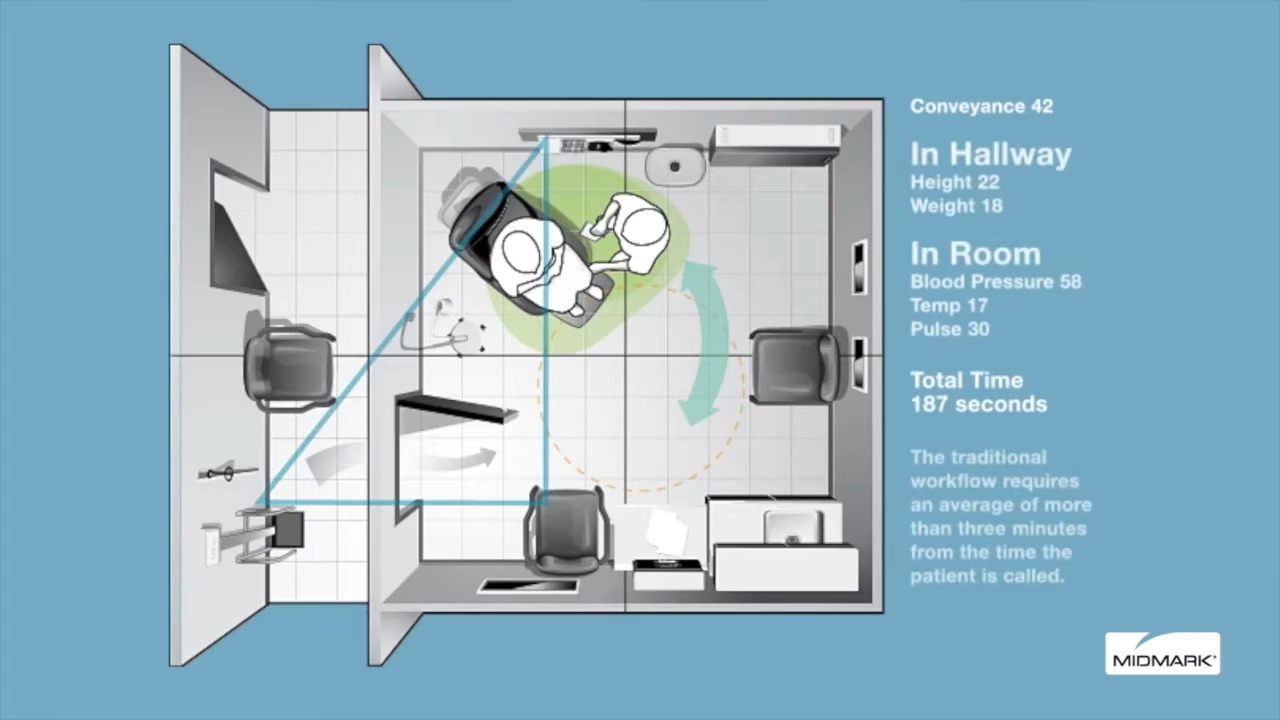 Conveyance 42
In Hallway
Height 22
Weight 18
In Room
Blood Pressure 58
Temp 17
Pulse 30
Total Time
187 seconds
The traditional
workflow requires
an average of more
than three minutes
from the time the
patient is called.
MIDMARK